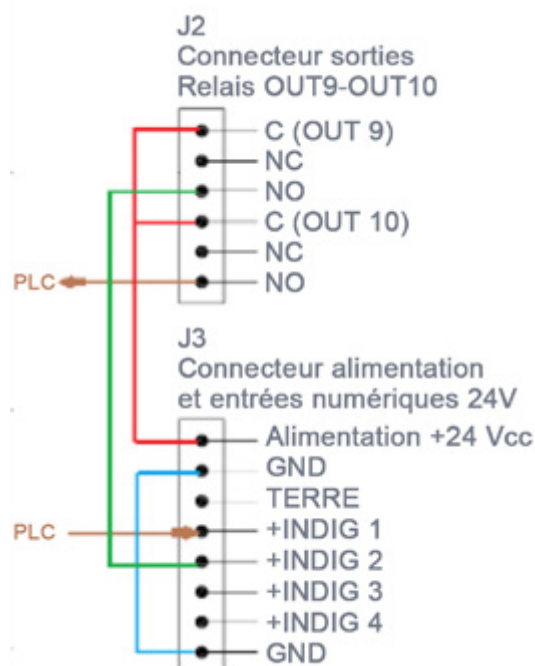 J2
Connecteur sorties
Relais OUT9-OUT10
C (OUT 9)
NC
NO
C (OUT 10)
NC
PLC NO
J3
Connecteur alimentation
et entrées numériques 24V
Alimentation +24 Vcc
GND
TERRE
PLC +INDIG 1
+INDIG 2
+INDIG 3
+INDIG 4
GND